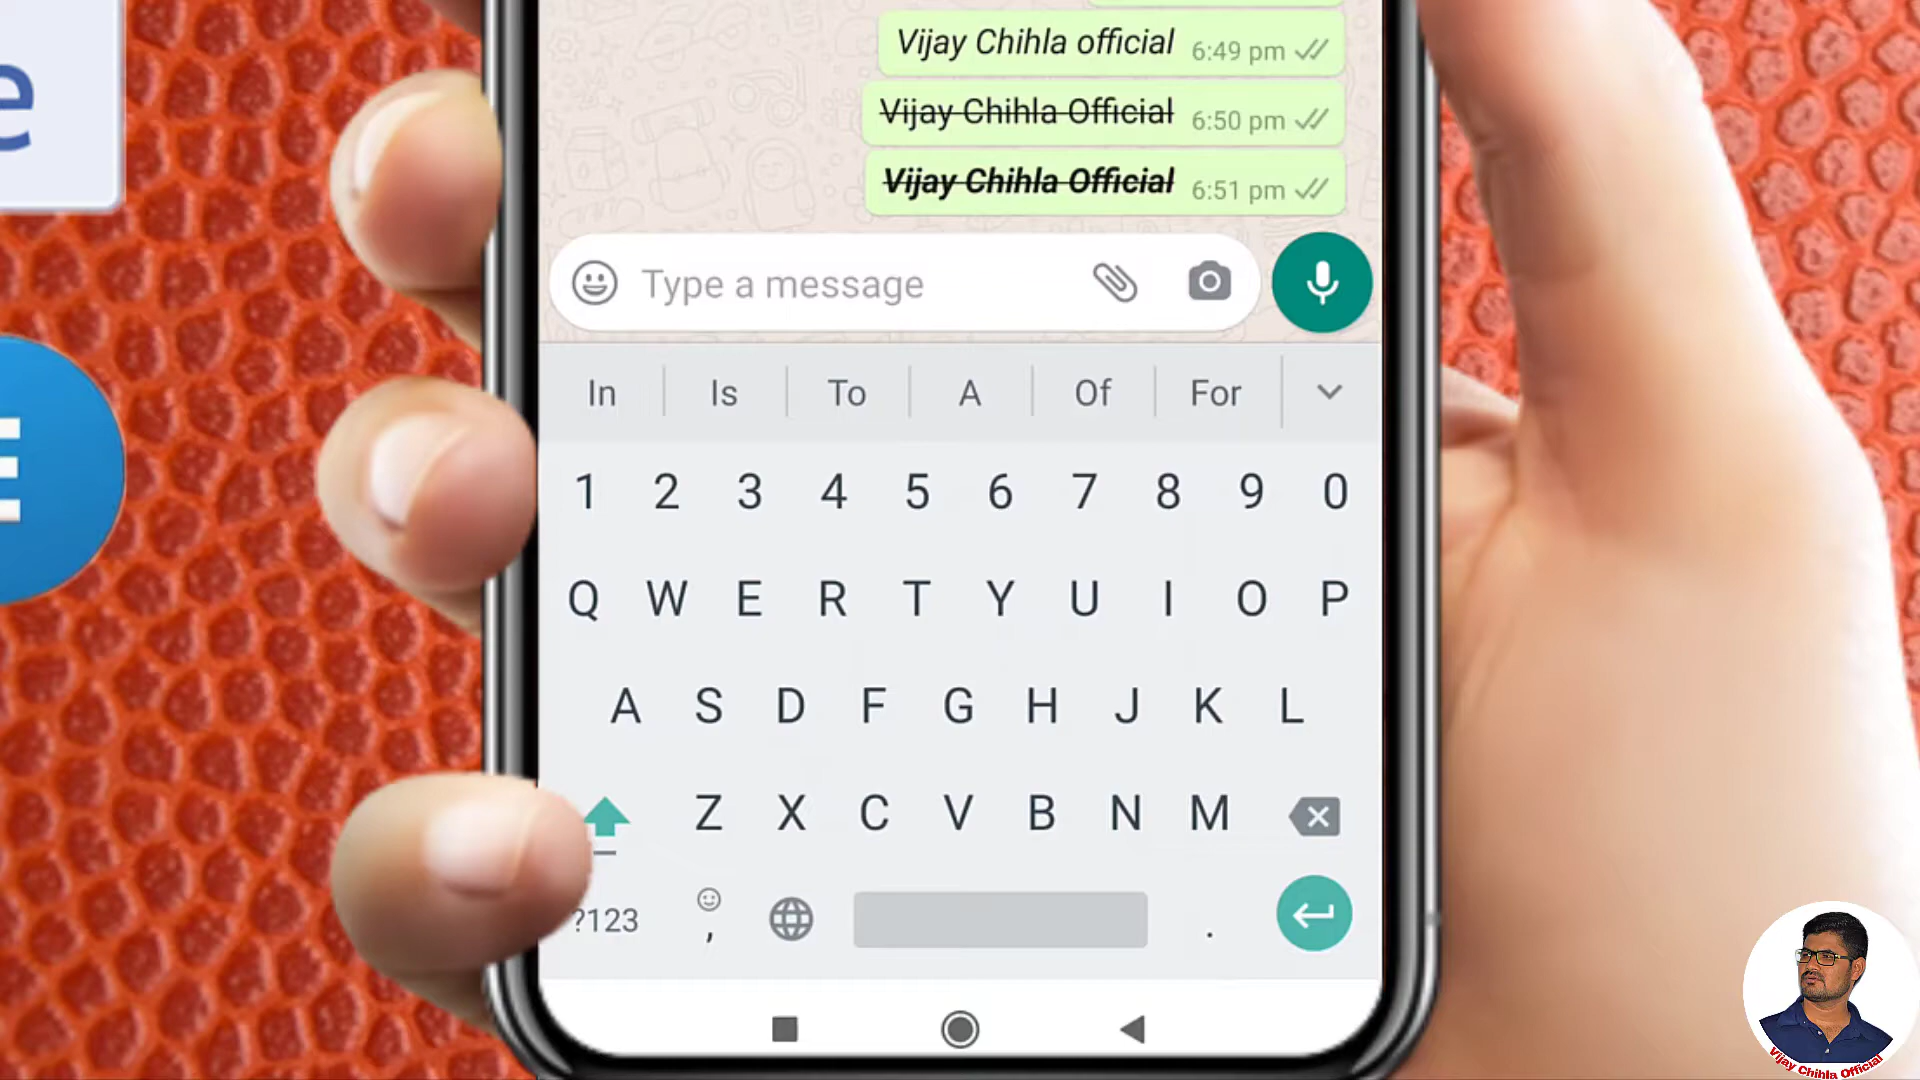 e
Vijay Chihla official 6:49 pm
Vijay Chihla Official 6:50 pm
Vijay Chihla Official 6:51 pm
Type a message
In Is To A Of For
1 2 3 4 5 6 7 8 9 0
Q W E R T Y U I O P
A S D F G H J K L
Z X C V B N M
?123 , .
Vijay Chihla Official